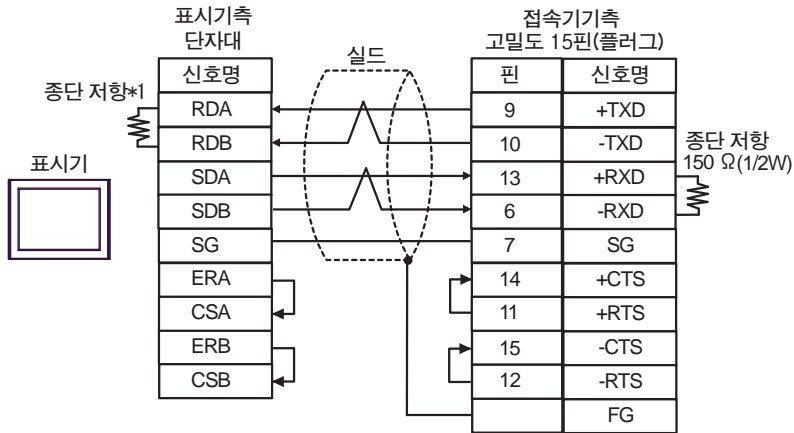 표시기측
단자대
접속기기측
고밀도 15핀(플러그)
실드
종단 저항*1
표시기
신호명
RDA
RDB
SDA
SDB
SG
ERA
CSA
ERB
CSB
핀 신호명
9 +TXD
10 -TXD
13 +RXD
6 -RXD
7 SG
14 +CTS
11 +RTS
15 -CTS
12 -RTS
FG
종단 저항
150 Ω(1/2W)